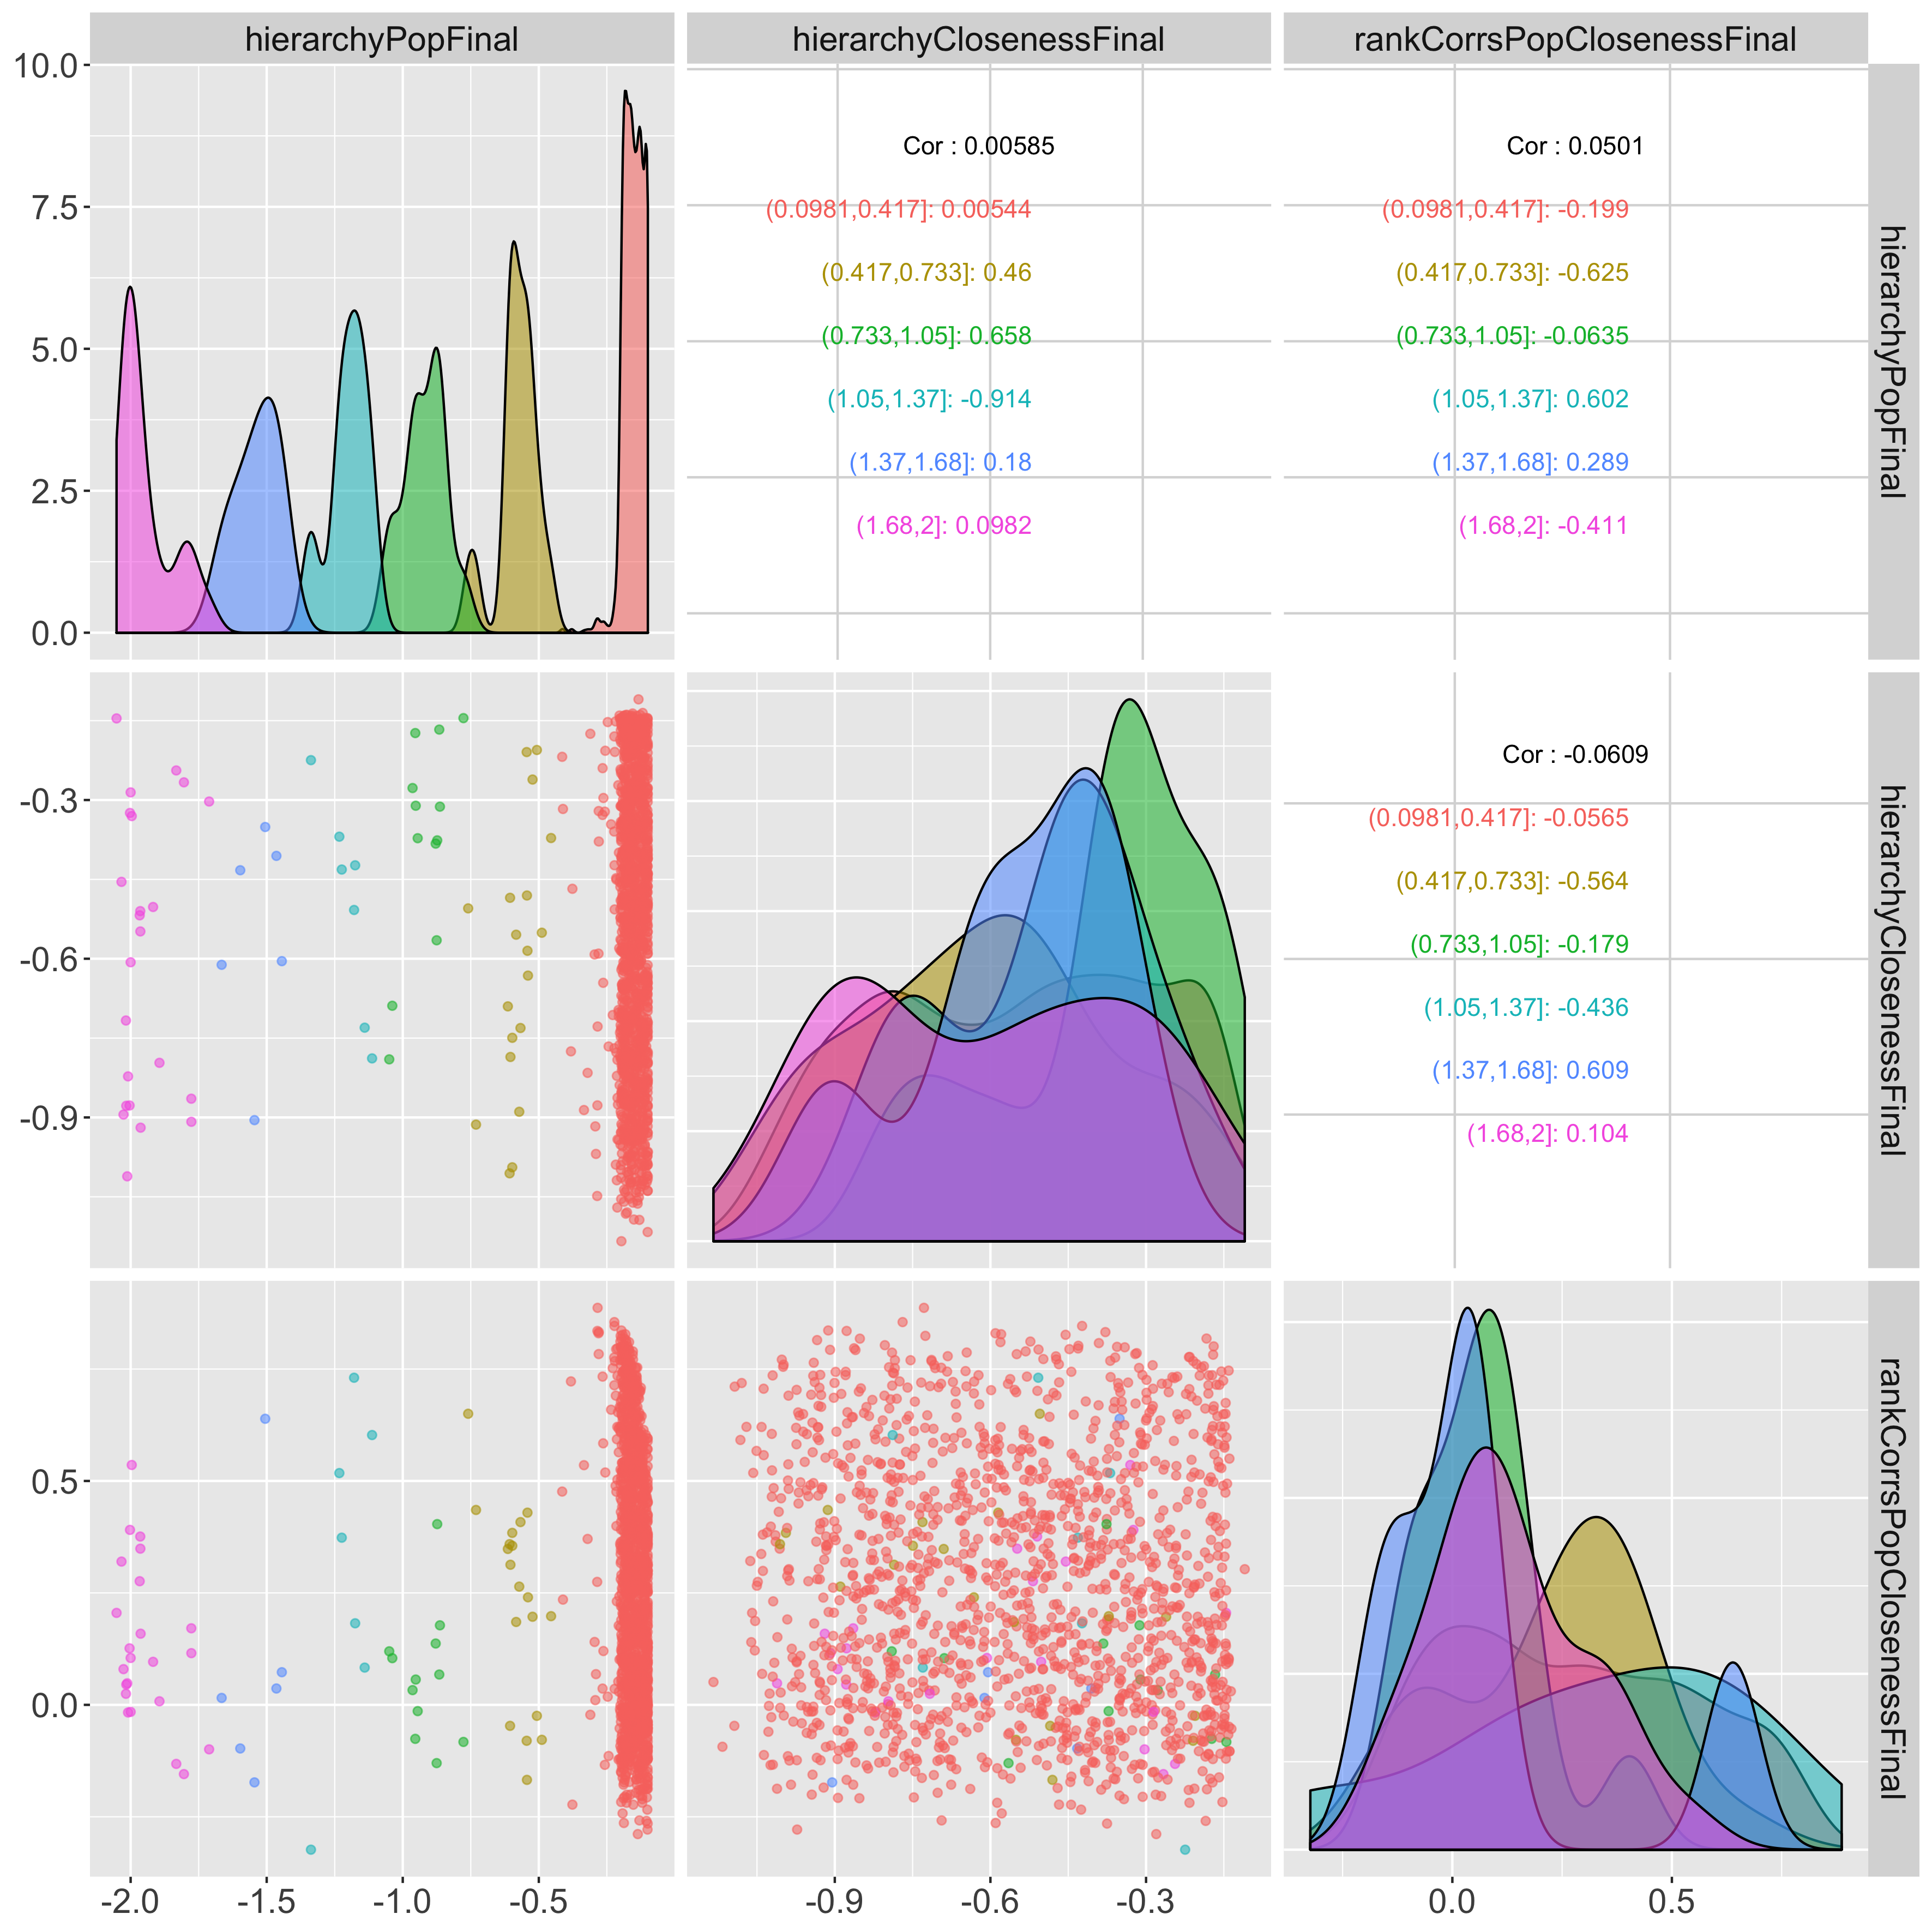 hierarchyPopFinal
hierarchyClosenessFinal
rankCorrsPopClosenessFinal
10.0
7.5
5.0
2.5
0.0
Cor : 0.00585
(0.0981,0.417]: 0.00544
(0.417,0.733]: 0.46
(0.733,1.05]: 0.658
(1.05,1.37]: -0.914
(1.37,1.68]: 0.18
(1.68,2]: 0.0982
Cor : 0.0501
(0.0981,0.417]: -0.199
(0.417,0.733]: -0.625
(0.733,1.05]: -0.0635
(1.05,1.37]: 0.602
(1.37,1.68]: 0.289
(1.68,2]: -0.411
hierarchyPopFinal
-0.3
-0.6
-0.9
Cor : -0.0609
(0.0981,0.417]: -0.0565
(0.417,0.733]: -0.564
(0.733,1.05]: -0.179
(1.05,1.37]: -0.436
(1.37,1.68]: 0.609
(1.68,2]: 0.104
hierarchyClosenessFinal
0.5
0.0
rankCorrsPopClosenessFinal
-2.0 -1.5 -1.0 -0.5
-0.9 -0.6 -0.3
0.0 0.5